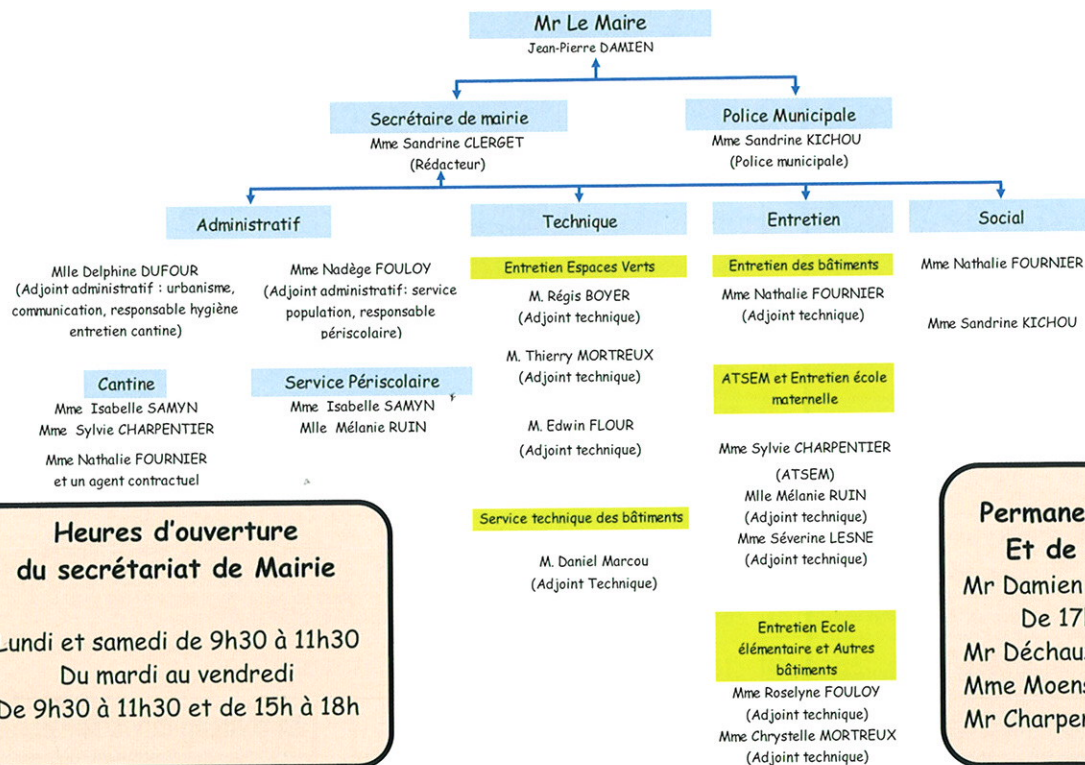 Mr Le Maire
Jean-Pierre DAMIEN
Secrétaire de mairie
Mme Sandrine CLERGET
(Rédacteur)
Police Municipale
Mme Sandrine KICHOU
(Police municipale)
Administratif
Mlle Delphine DUFOUR
(Adjoint administratif : urbanisme,
communication, responsable hygiène
entretien cantine)
Mme Nadège FOULOY
(Adjoint administratif: service
population, responsable
périscolaire)
Cantine
Mme Isabelle SAMYN
Mme Sylvie CHARPENTIER
Mme Nathalie FOURNIER
et un agent contractuel
Service Périscolaire
Mme Isabelle SAMYN
Mlle Mélanie RUIN
Technique
Entretien Espaces Verts
M. Régis BOYER
(Adjoint technique)
M. Thierry MORTREUX
(Adjoint technique)
M. Edwin FLOUR
(Adjoint technique)
Service technique des bâtiments
M. Daniel Marcou
(Adjoint Technique)
Entretien
Entretien des bâtiments
Mme Nathalie FOURNIER
(Adjoint technique)
ATSEM et Entretien école
maternelle
Mme Sylvie CHARPENTIER
(ATSEM)
Mlle Mélanie RUIN
(Adjoint technique)
Mme Séverine LESNE
(Adjoint technique)
Entretien Ecole
élémentaire et Autres
bâtiments
Mme Roselyne FOULOY
(Adjoint technique)
Mme Chrystelle MORTREUX
(Adjoint technique)
Social
Mme Nathalie FOURNIER
Mme Sandrine KICHOU
Heures d'ouverture
du secrétariat de Mairie
Lundi et samedi de 9h30 à 11h30
Du mardi au vendredi
De 9h30 à 11h30 et de 15h à 18h
Et de
Mr Damien
De